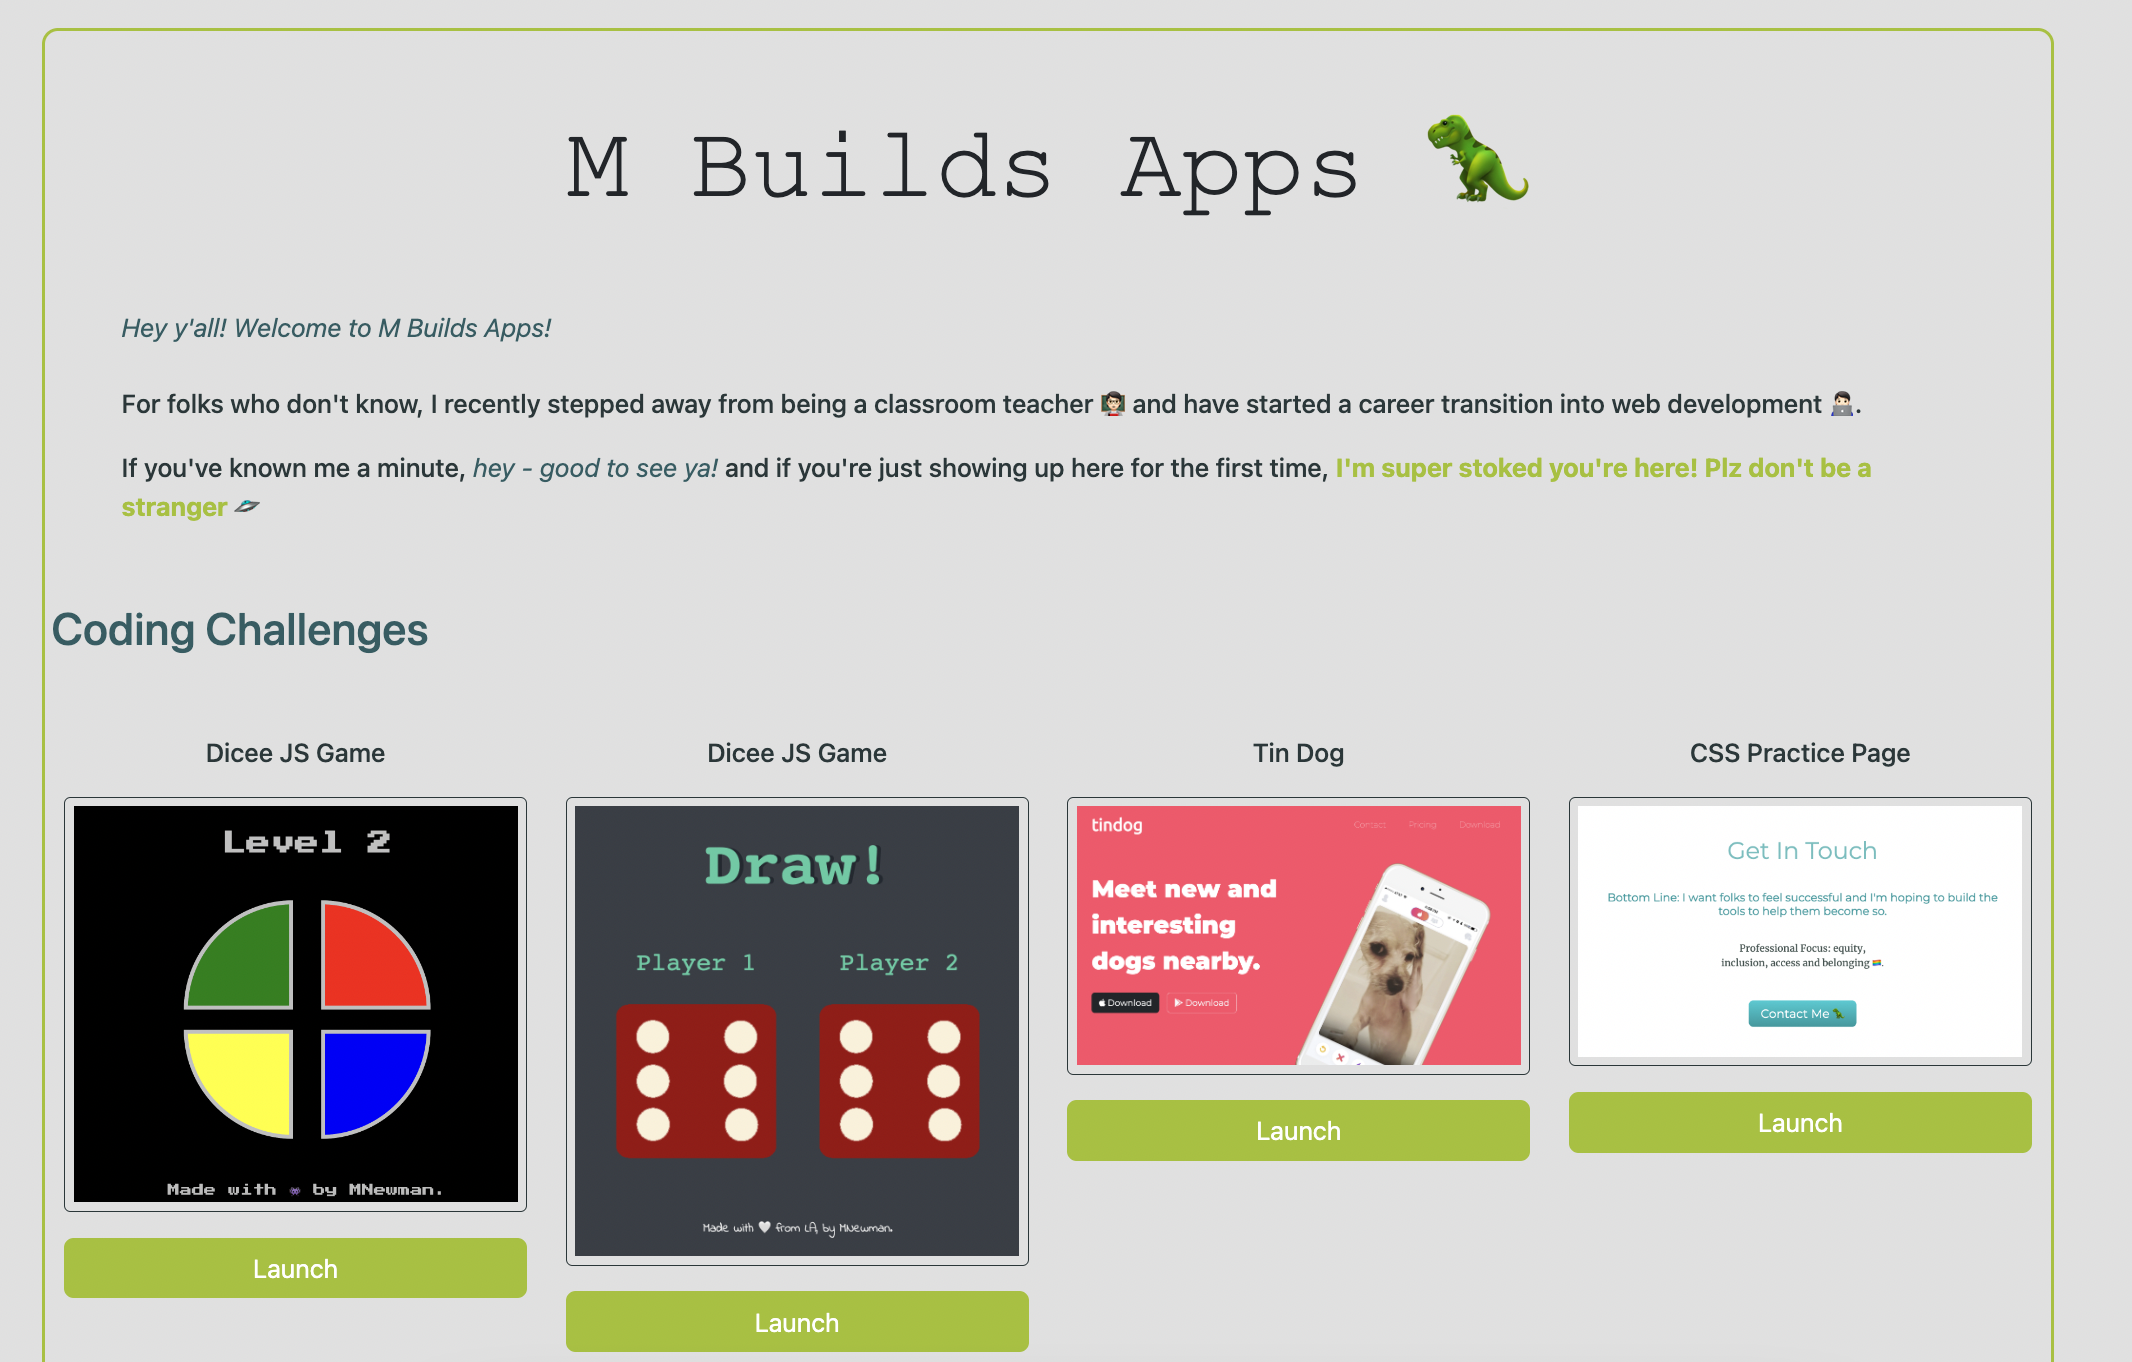 M Builds Apps 🦖
Hey y'all! Welcome to M Builds Apps!
For folks who don't know, I recently stepped away from being a classroom teacher 👩🏻‍🏫 and have started a career transition into web development 🧑🏻‍💻.
If you've known me a minute, hey - good to see ya! and if you're just showing up here for the first time, I'm super stoked you're here! Plz don't be a
stranger 🛸
Coding Challenges
Dicee JS Game
Level 2
Made with 👾 by MNewman.
Launch
Dicee JS Game
Draw!
Player 1 Player 2
Made with 🤍 from LA, by MNewman.
Launch
Tin Dog
tindog Contact Pricing Download
Meet new and
interesting
dogs nearby.
Download Download
Launch
CSS Practice Page
Get In Touch
Bottom Line: I want folks to feel successful and I'm hoping to build the
tools to help them become so.
Professional Focus: equity,
inclusion, access and belonging 🏳️‍🌈.
Contact Me 🦖
Launch